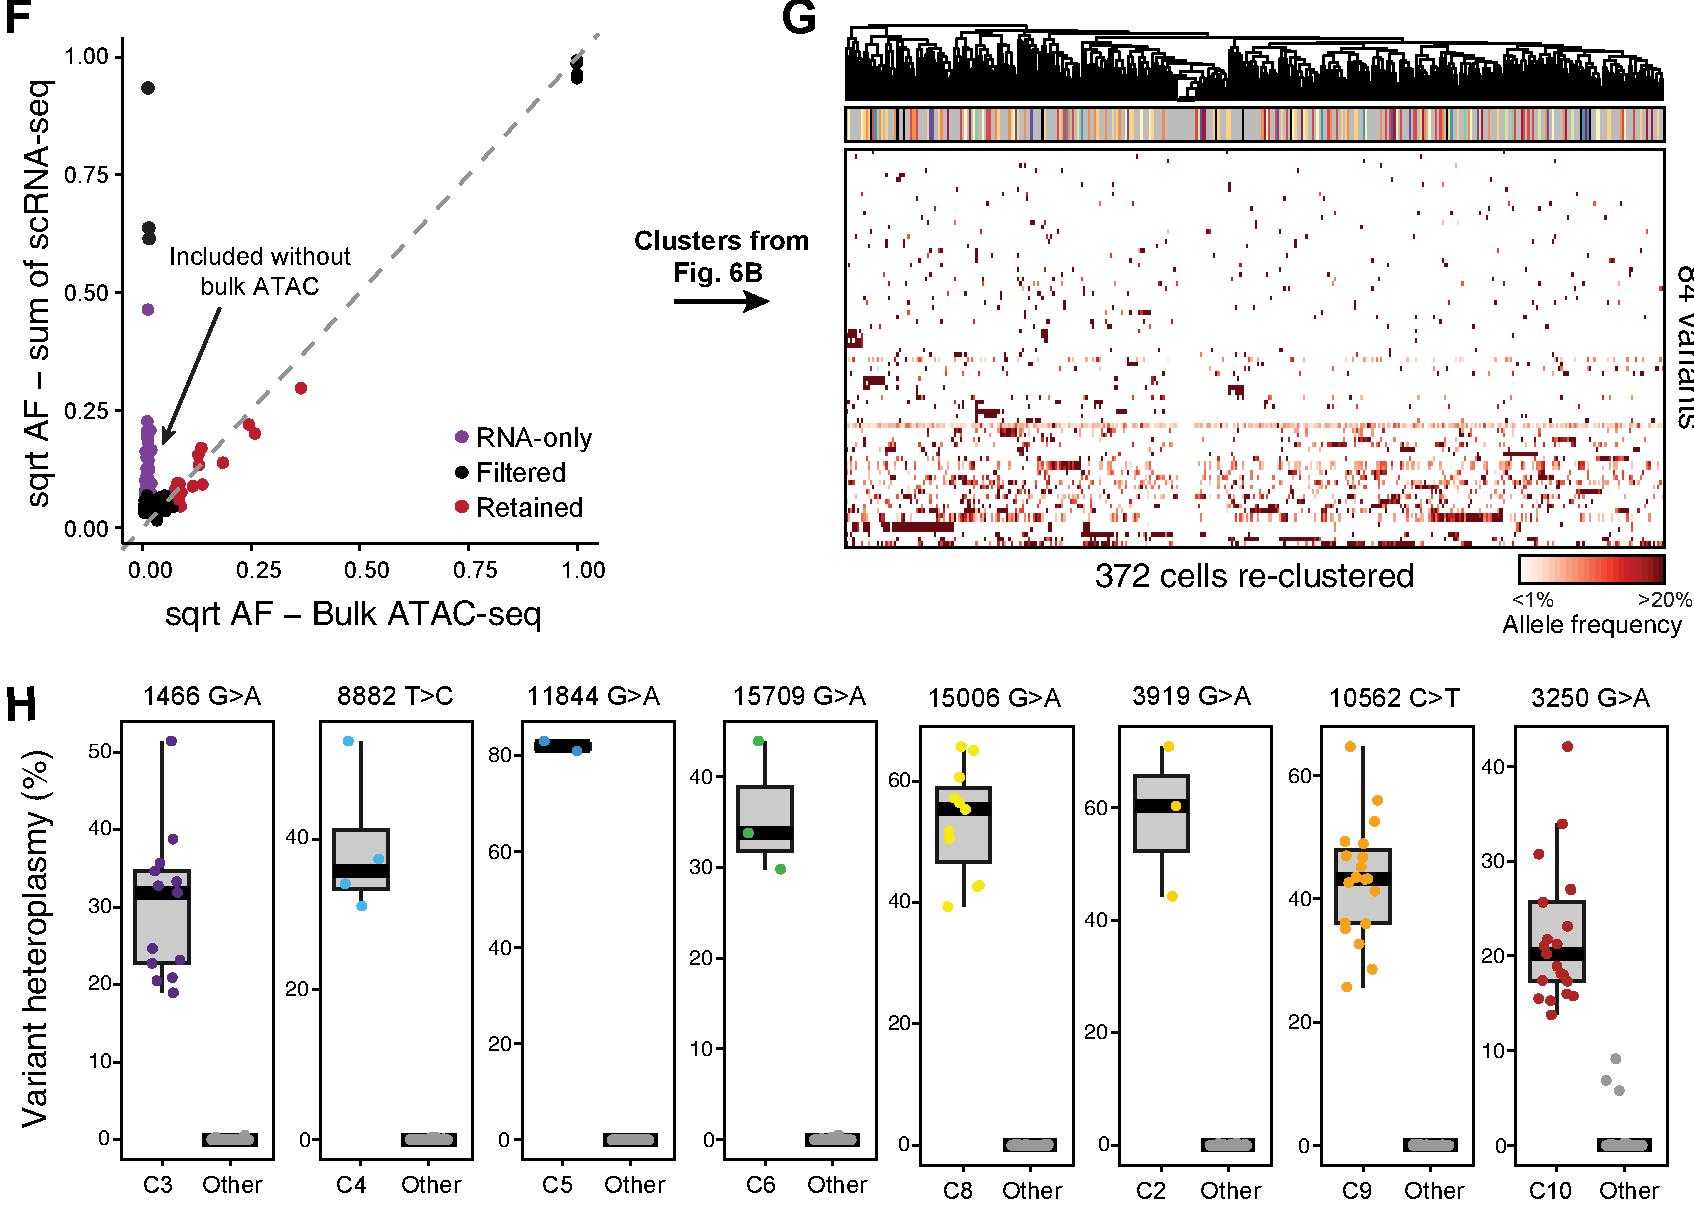 F
sqrt AF – sum of scRNA-seq
1.00
0.75
0.50
0.25
0.00
Included without
bulk ATAC
RNA-only
Filtered
Retained
0.00 0.25 0.50 0.75 1.00
sqrt AF – Bulk ATAC-seq
Clusters from
Fig. 6B
G
84 variants
372 cells re-clustered
<1% >20%
Allele frequency
H
Variant heteroplasmy (%)
1466 G>A
50
40
30
20
10
0
C3 Other
8882 T>C
40
20
0
C4 Other
11844 G>A
80
60
40
20
0
C5 Other
15709 G>A
40
30
20
10
0
C6 Other
15006 G>A
60
40
20
0
C8 Other
3919 G>A
60
40
20
0
C2 Other
10562 C>T
60
40
20
0
C9 Other
3250 G>A
40
30
20
10
0
C10 Other